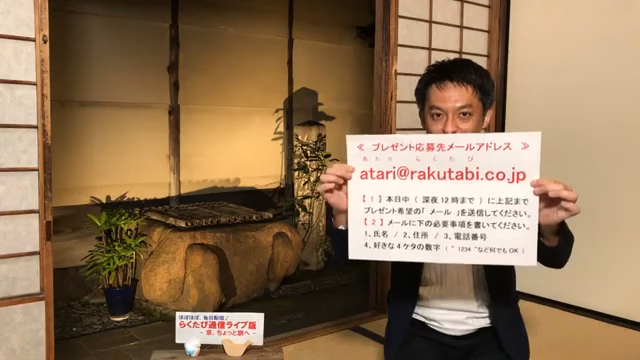 ≪ プレゼント応募先メールアドレス ≫
あたり らくたび
atari@rakutabi.co.jp
【1】本日中（深夜12時まで）に上記まで
プレゼント希望の「メール」を送信してください。
【2】メールに下の必要事項を書いてください。
1、氏名 / 2、住所 / 3、電話番号
4、好きな4ケタの数字（"1234"など何でもOK）
ほぼほぼ、毎日配信♪
らくたび通信ライブ版
- 京、ちょっと旅へ -